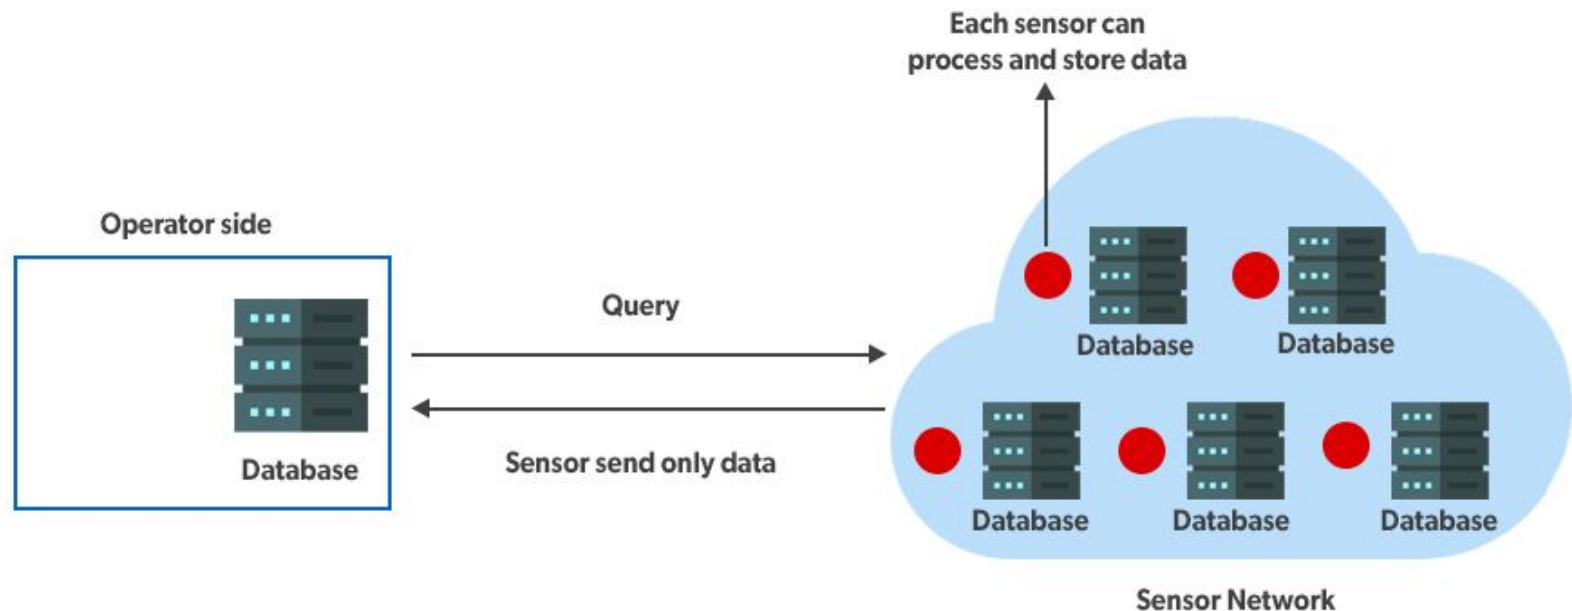 Each sensor can
process and store data
Operator side
Query
Database
Database
Sensor send only data
Database
Database
Database
Database
Sensor Network